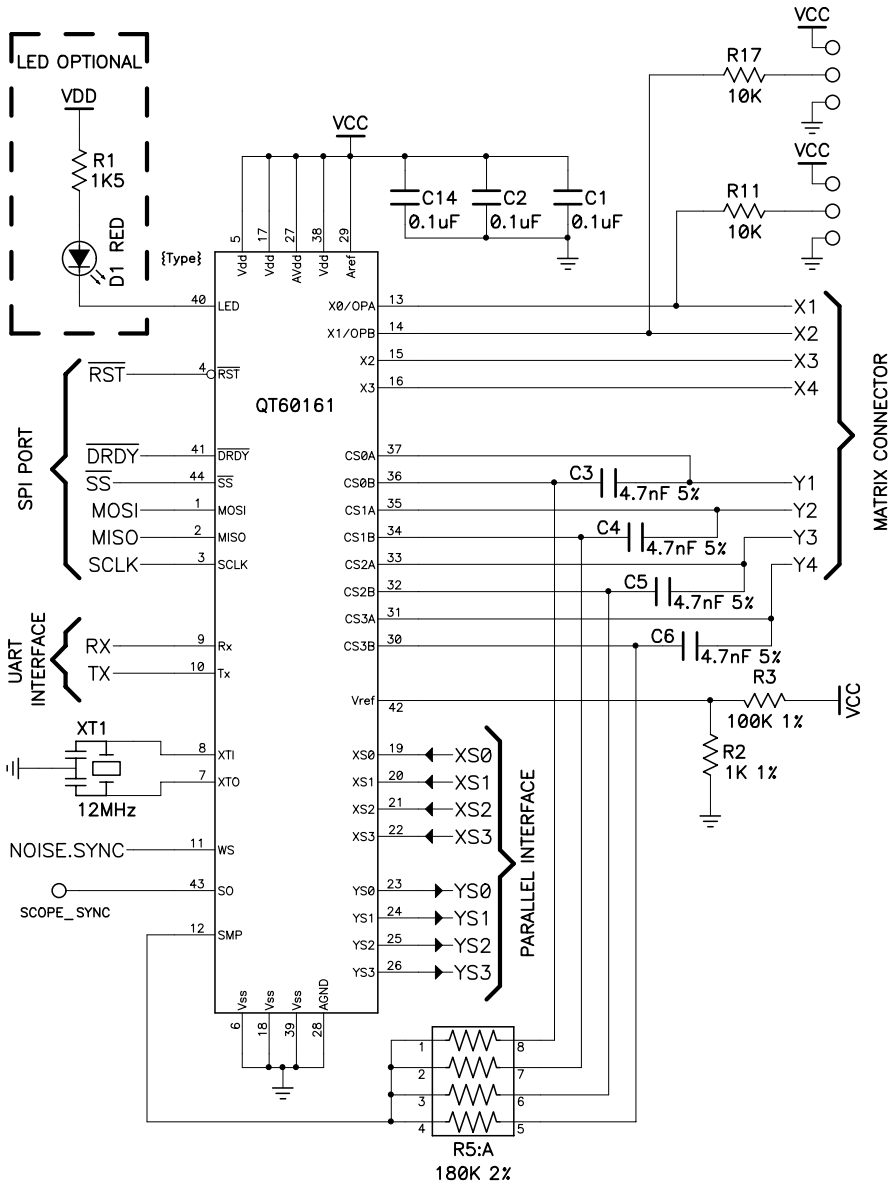 VCC
R17
10K
LED OPTIONAL
VDD
R1
1K5
D1 RED
VCC
VCC
R11
10K
C14
0.1uF
C2
0.1uF
C1
0.1uF
{Type}
5
17
27
38
29
Vdd
Vdd
AVdd
Vdd
Aref
40
LED
X0/OPA
13
X1
X1/OPB
14
X2
X2
15
X3
X3
16
X4
MATRIX CONNECTOR
SPI PORT
RST
4
RST
QT60161
DRDY
41
DRDY
SS
44
SS
MOSI
1
MOSI
MISO
2
MISO
SCLK
3
SCLK
CS0A
37
CS0B
36
C3
4.7nF 5%
Y1
CS1A
35
Y2
CS1B
34
C4
4.7nF 5%
Y3
CS2A
33
Y4
CS2B
32
C5
4.7nF 5%
CS3A
31
CS3B
30
C6
4.7nF 5%
UART
INTERFACE
RX
9
Rx
TX
10
Tx
Vref
42
R3
100K 1%
VCC
R2
1K 1%
XT1
12MHz
8
XTI
7
XTO
XS0
19
XS0
XS1
20
XS1
XS2
21
XS2
XS3
22
XS3
PARALLEL INTERFACE
NOISE.SYNC
11
WS
SCOPE_SYNC
43
SO
12
SMP
YS0
23
YS0
YS1
24
YS1
YS2
25
YS2
YS3
26
YS3
Vss
Vss
Vss
AGND
6
18
39
28
1
8
2
7
3
6
4
5
R5:A
180K 2%